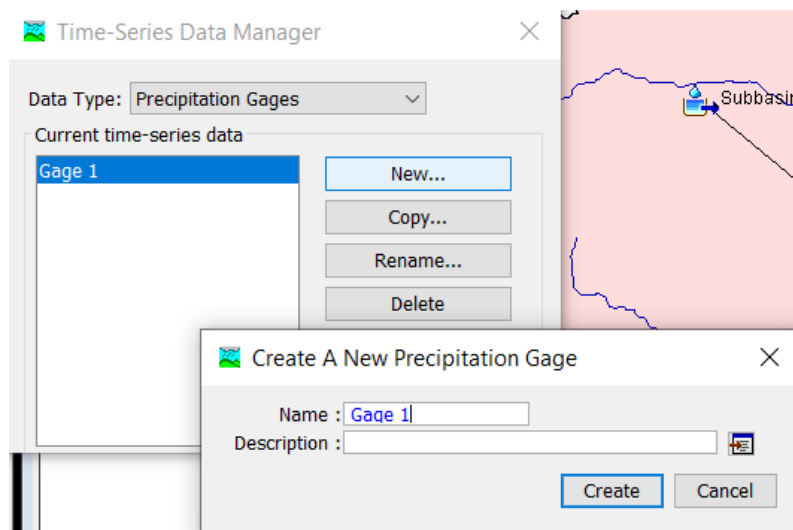 Time-Series Data Manager
Data Type: Precipitation Gages
Current time-series data
Gage 1
New...
Copy...
Rename...
Delete
Create A New Precipitation Gage
Name : Gage 1
Description :
Create
Cancel